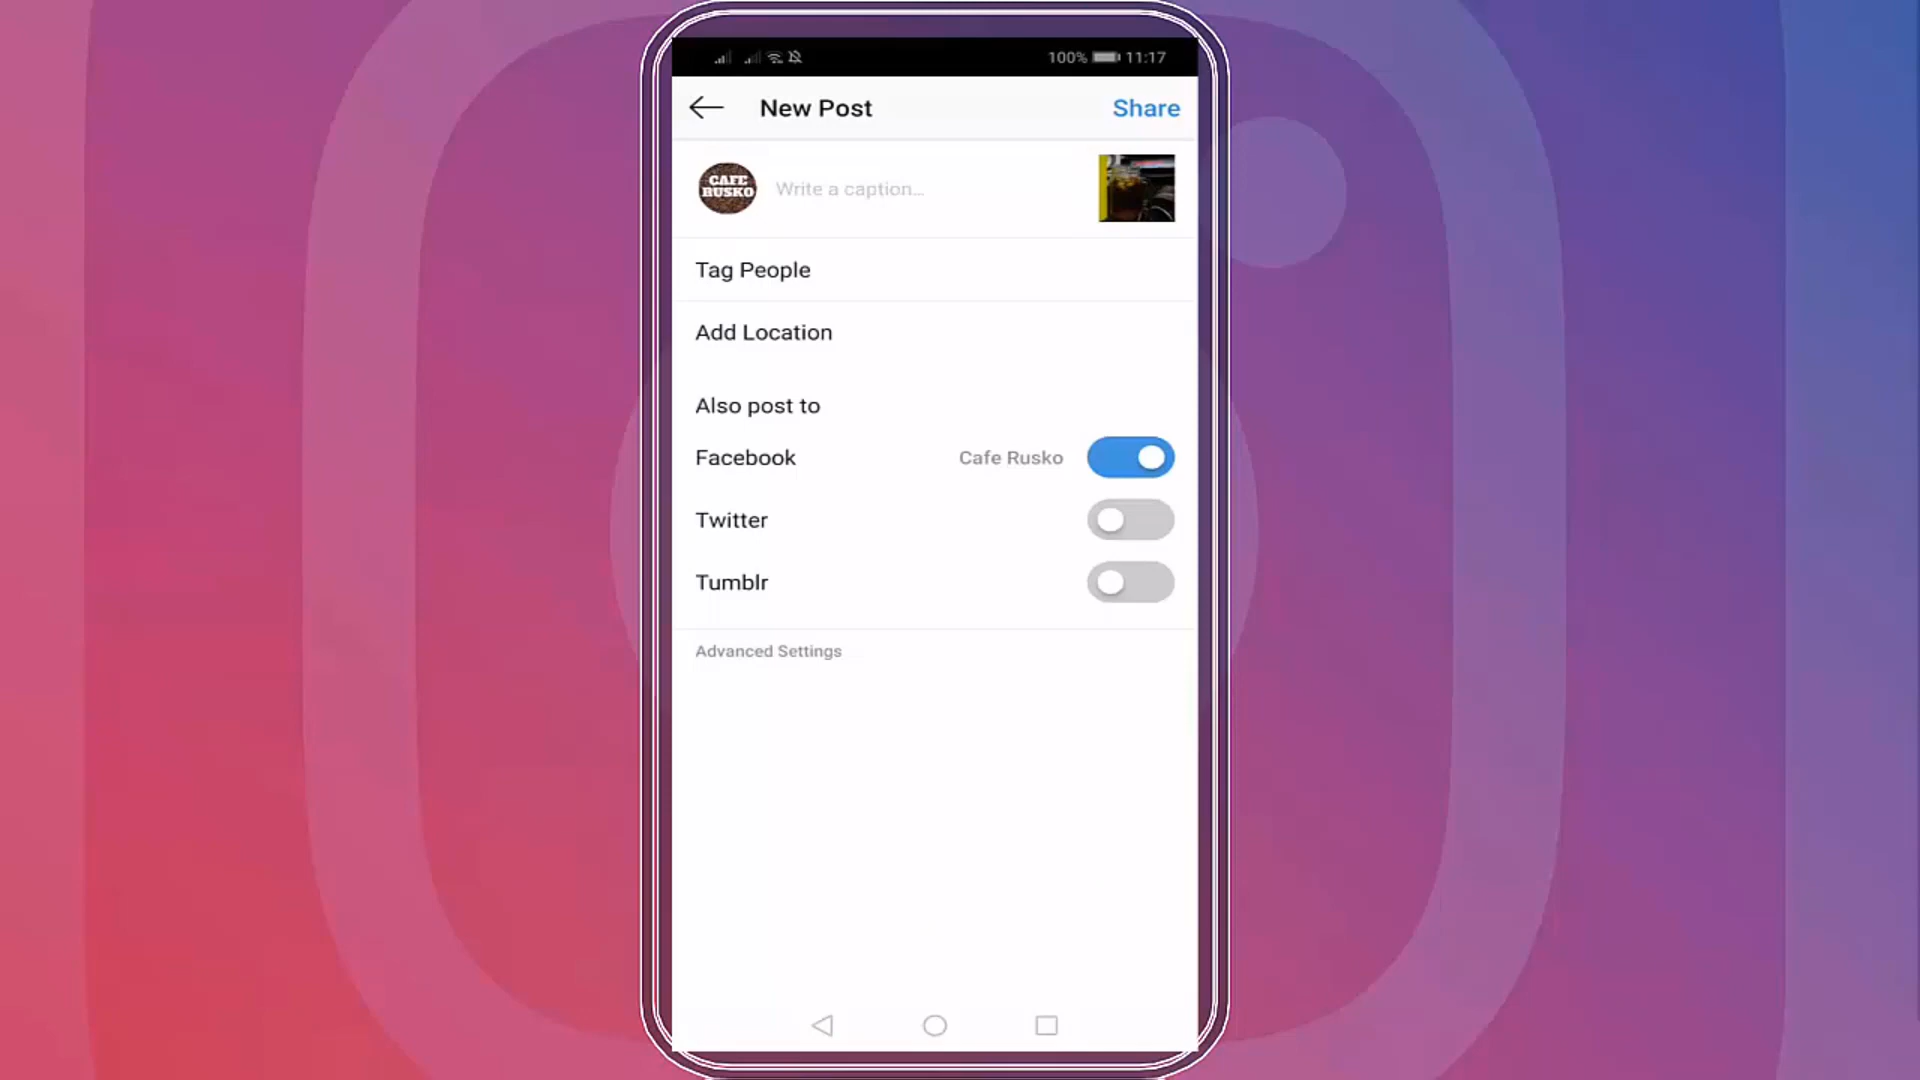 100% 11:17
New Post Share
CAFE
RUSKO
Write a caption...
Tag People
Add Location
Also post to
Facebook Cafe Rusko
Twitter
Tumblr
Advanced Settings